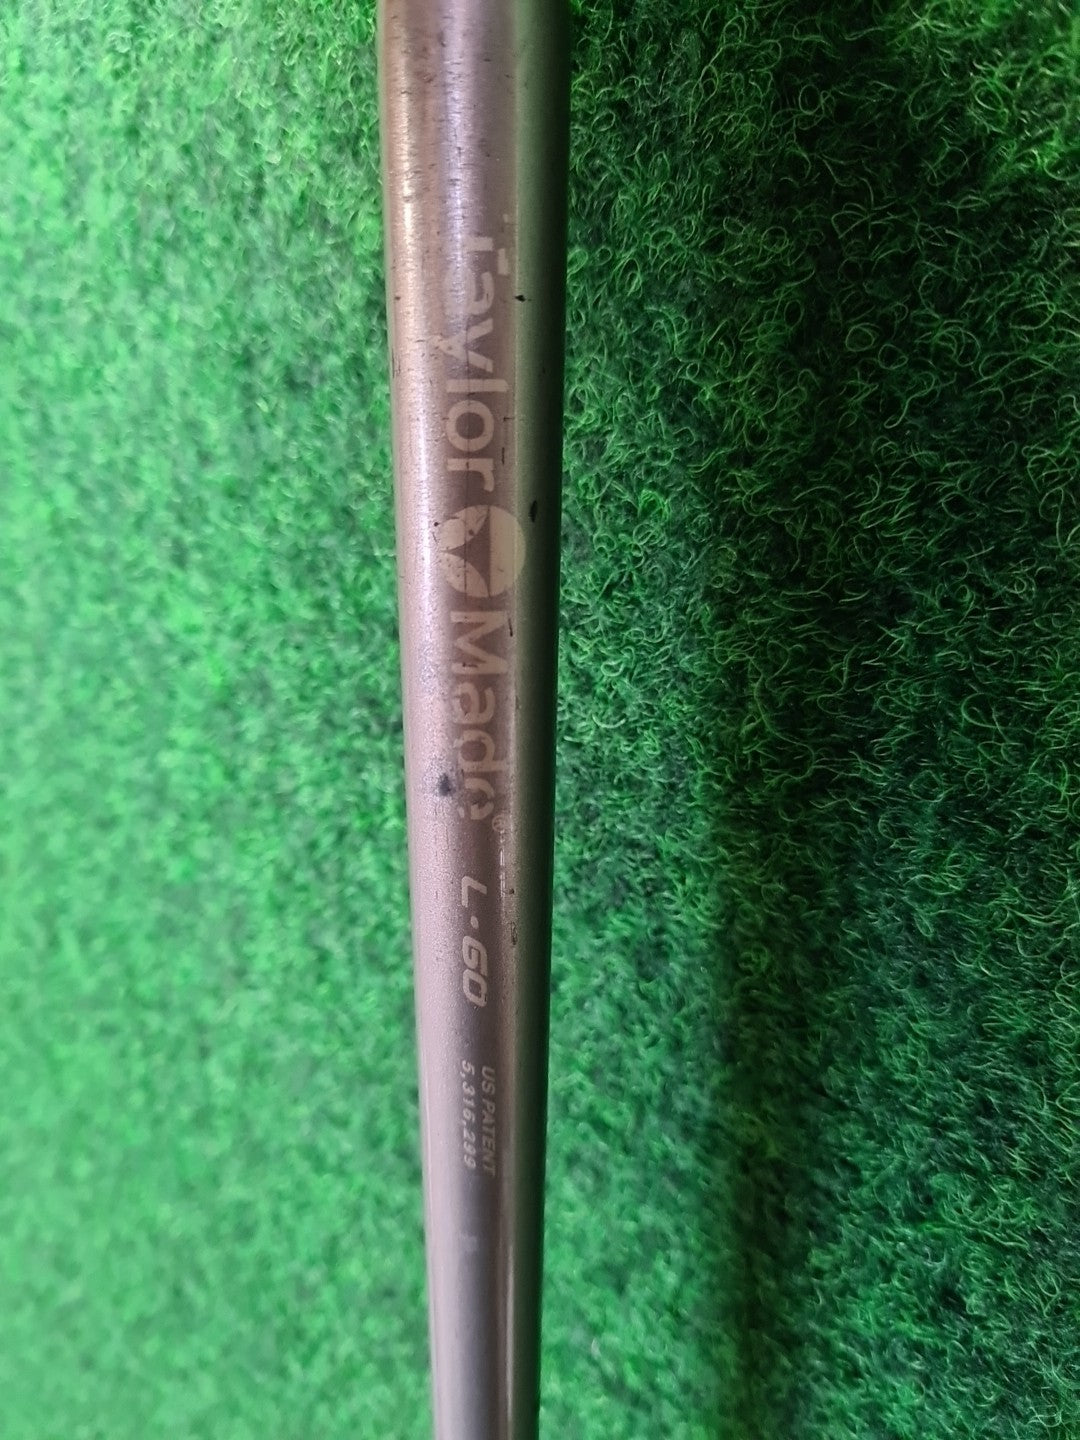 TaylorMade®
L·60
US PATENT
5,316,299